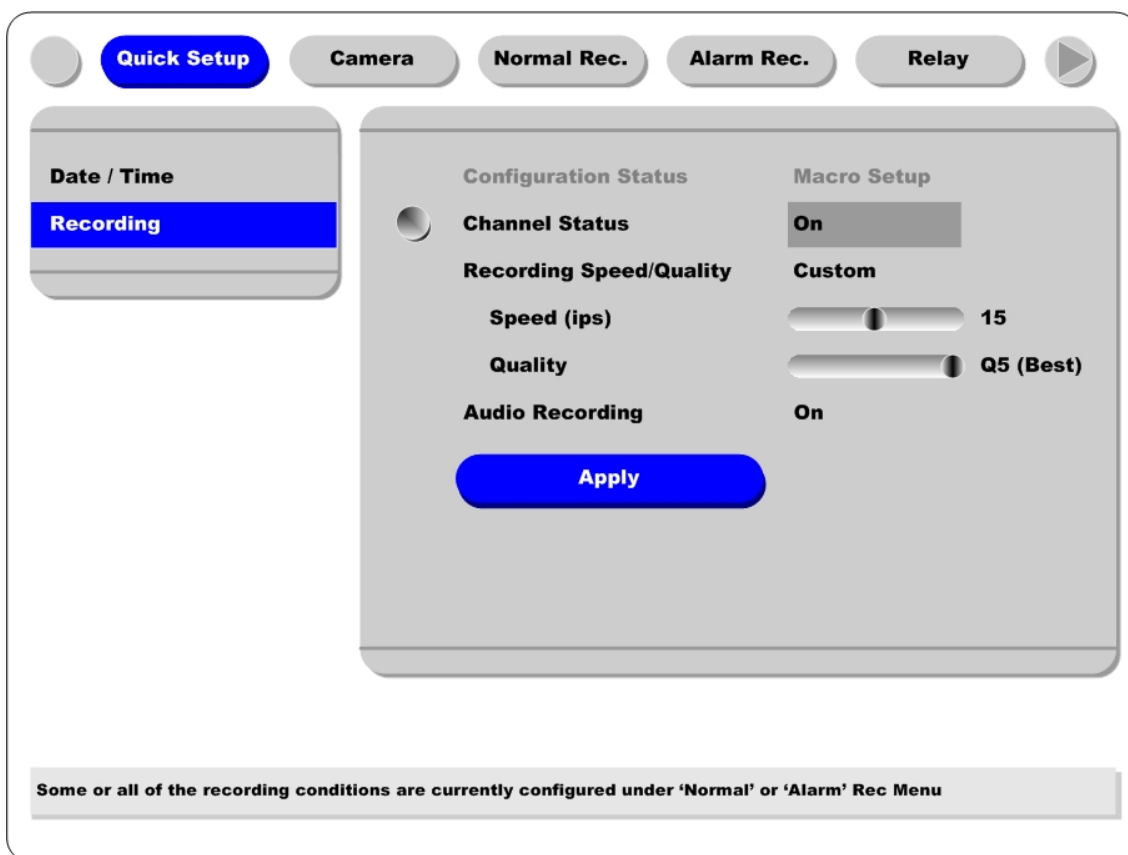 Quick Setup Camera Normal Rec. Alarm Rec. Relay
Date / Time
Recording
Configuration Status Macro Setup
Channel Status On
Recording Speed/Quality Custom
Speed (ips) 15
Quality Q5 (Best)
Audio Recording On
Apply
Some or all of the recording conditions are currently configured under ‘Normal’ or ‘Alarm’ Rec Menu